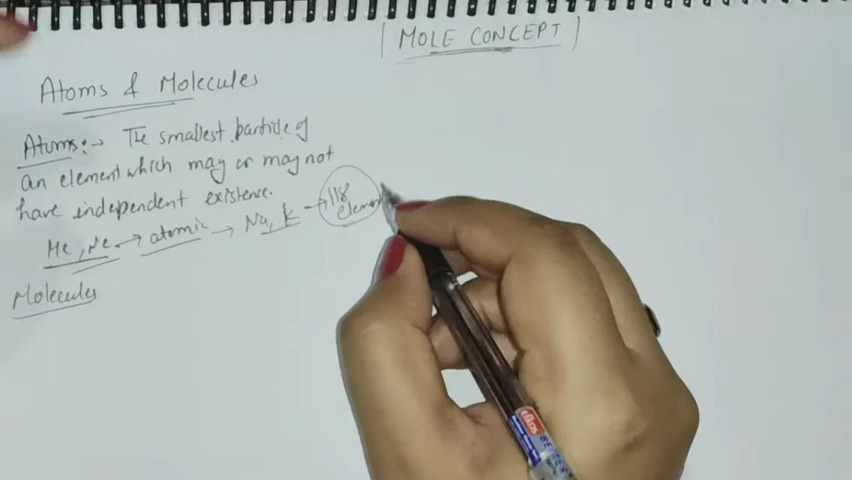 MOLE CONCEPT
Atoms & Molecules
Atoms:→ The smallest particle of
an element which may or may not
have independent existence.
He, Ne → atomic → Na, K → 118
element
Molecules